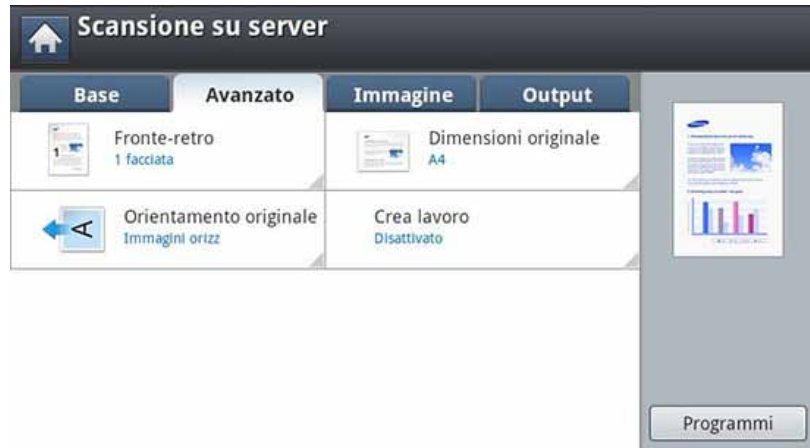 Scansione su server
Base
Avanzato
Immagine
Output
Fronte-retro
1 facciata
Dimensioni originale
A4
Orientamento originale
Immagini orizz
Crea lavoro
Disattivato
Programmi